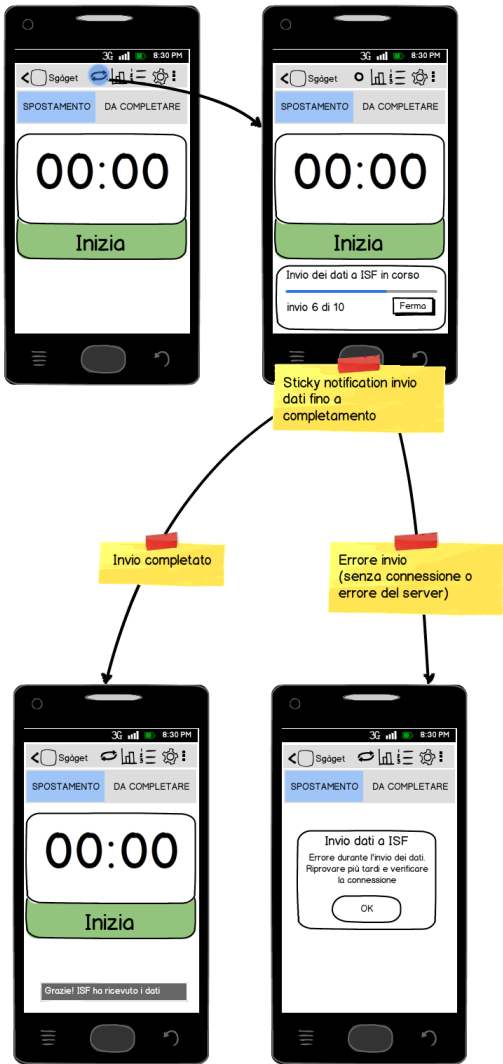 3G 8:30 PM
Sgàget
SPOSTAMENTO DA COMPLETARE
00:00
Inizia
3G 8:30 PM
Sgàget
SPOSTAMENTO DA COMPLETARE
00:00
Inizia
Invio dei dati a ISF in corso
invio 6 di 10 Ferma
Sticky notification invio
dati fino a
completamento
Invio completato
Errore invio
(senza connessione o
errore del server)
3G 8:30 PM
Sgàget
SPOSTAMENTO DA COMPLETARE
00:00
Inizia
Grazie! ISF ha ricevuto i dati
3G 8:30 PM
Sgàget
SPOSTAMENTO DA COMPLETARE
Invio dati a ISF
Errore durante l'invio dei dati.
Riprovare più tardi e verificare
la connessione
OK